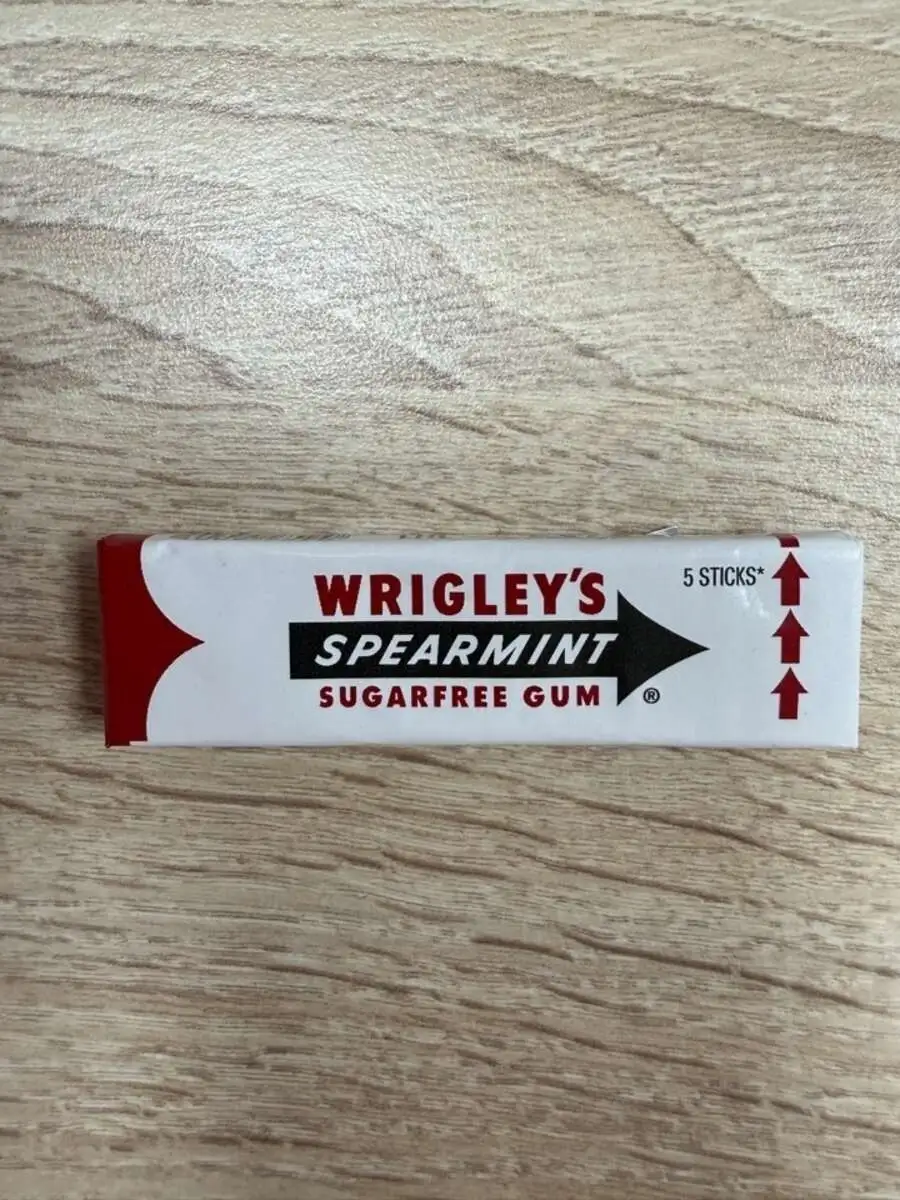 WRIGLEY'S
SPEARMINT
SUGARFREE GUM ®
5 STICKS*